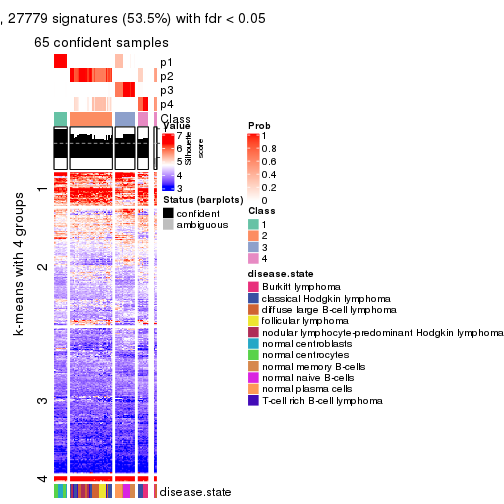 , 27779 signatures (53.5%) with fdr < 0.05
65 confident samples
p1
p2
p3
p4
Class
Value
7
6
5
4
3
Silhouette
score
Prob
1
0.8
0.6
0.4
0.2
0
Status (barplots)
confident
ambiguous
Class
1
2
3
4
disease.state
Burkitt lymphoma
classical Hodgkin lymphoma
diffuse large B-cell lymphoma
follicular lymphoma
nodular lymphocyte-predominant Hodgkin lymphoma
normal centroblasts
normal centrocytes
normal memory B-cells
normal naive B-cells
normal plasma cells
T-cell rich B-cell lymphoma
k-means with 4 groups
1
2
3
4
disease.state